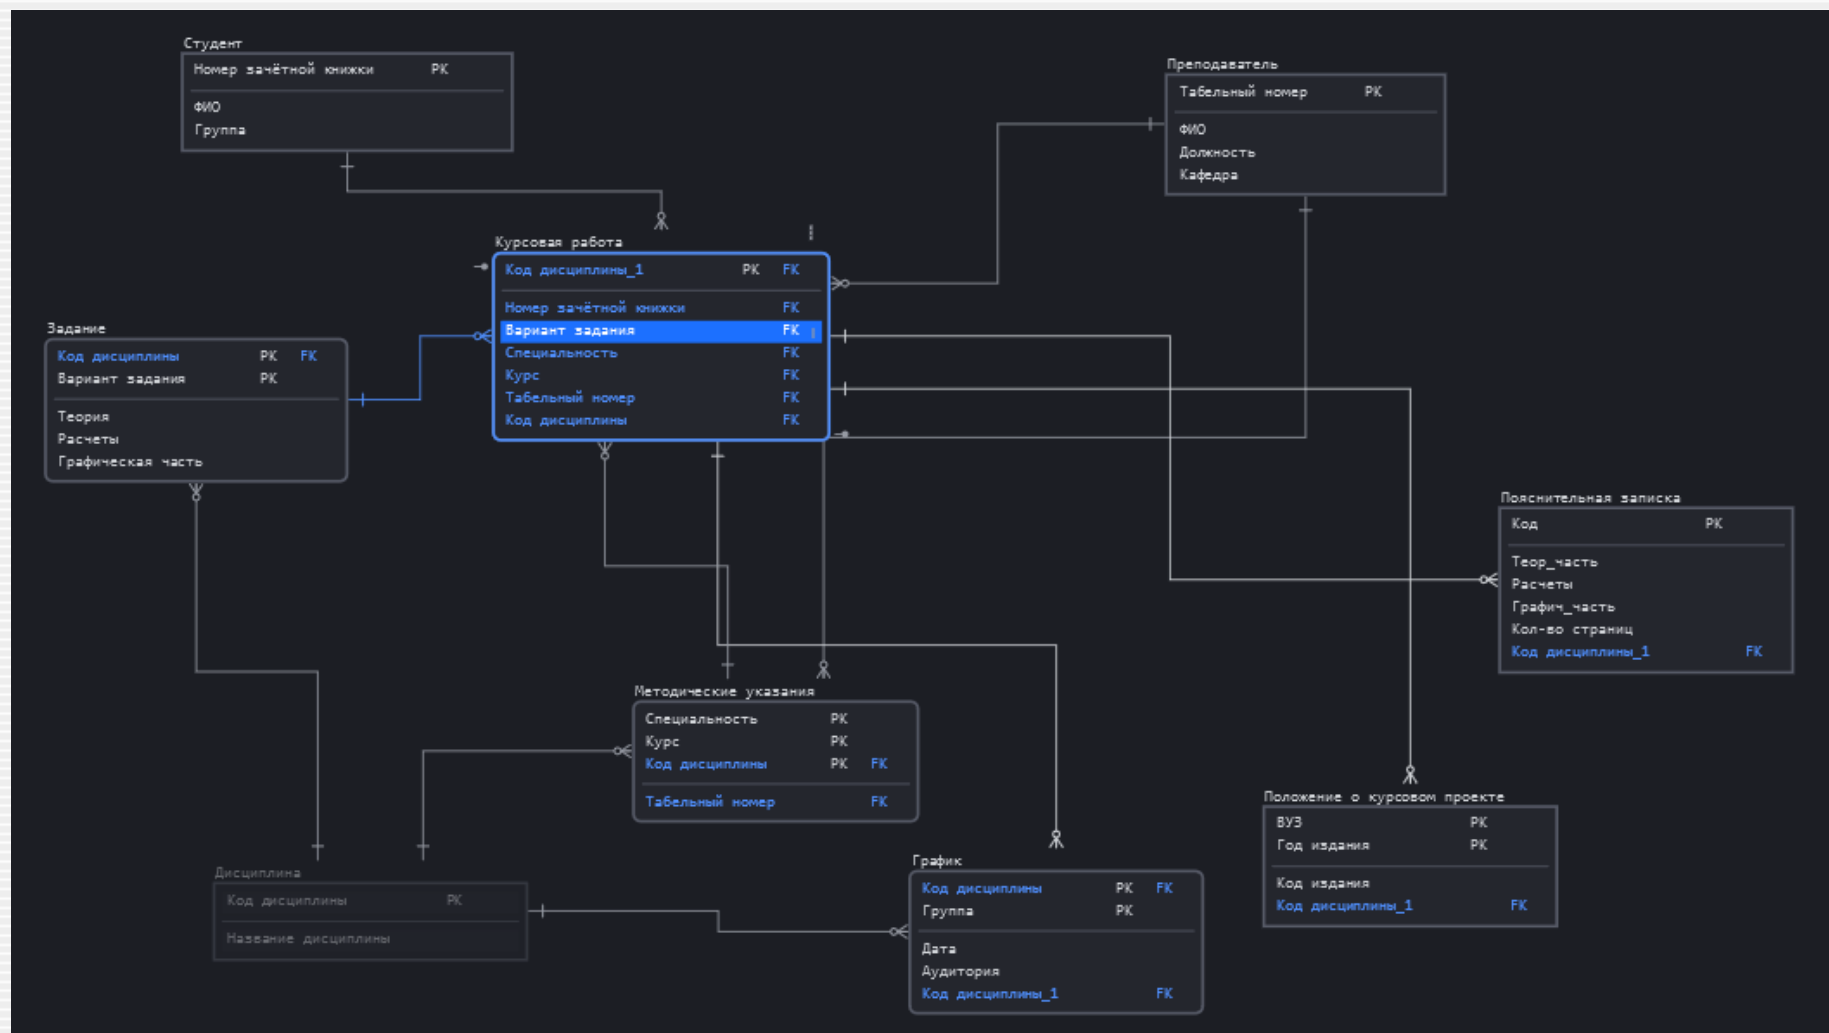 Студент
Номер зачётной книжки PK
ФИО
Группа
Преподаватель
Табельный номер PK
ФИО
Должность
Кафедра
Курсовая работа
Код дисциплины_1 PK FK
Номер зачётной книжки FK
Вариант задания FK
Специальность FK
Курс FK
Табельный номер FK
Код дисциплины FK
Задание
Код дисциплины PK FK
Вариант задания PK
Теория
Расчеты
Графическая часть
Пояснительная записка
Код PK
Теор_часть
Расчеты
Графич_часть
Кол-во страниц
Код дисциплины_1 FK
Методические указания
Специальность PK
Курс PK
Код дисциплины PK FK
Табельный номер FK
Положение о курсовом проекте
ВУЗ PK
Год издания PK
Код издания
Код дисциплины_1 FK
Дисциплина
Код дисциплины PK
Название дисциплины
График
Код дисциплины PK FK
Группа PK
Дата
Аудитория
Код дисциплины_1 FK